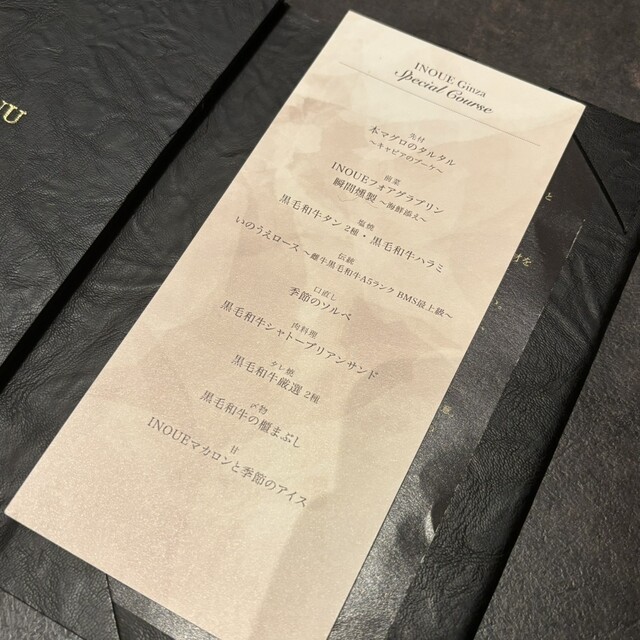 NU
INOUE Ginza
Special Course
先付
本マグロのタルタル
〜キャビアのブーケ〜
前菜
INOUEフォアグラプリン
瞬間燻製 〜海鮮添え〜
塩焼
黒毛和牛タン 2種・黒毛和牛ハラミ
伝統
いのうえロース 〜雌牛黒毛和牛A5ランク BMS最上級〜
口直し
季節のソルベ
肉料理
黒毛和牛シャトーブリアンサンド
タレ焼
黒毛和牛厳選 2種
〆物
黒毛和牛の櫃まぶし
甘
INOUEマカロンと季節のアイス